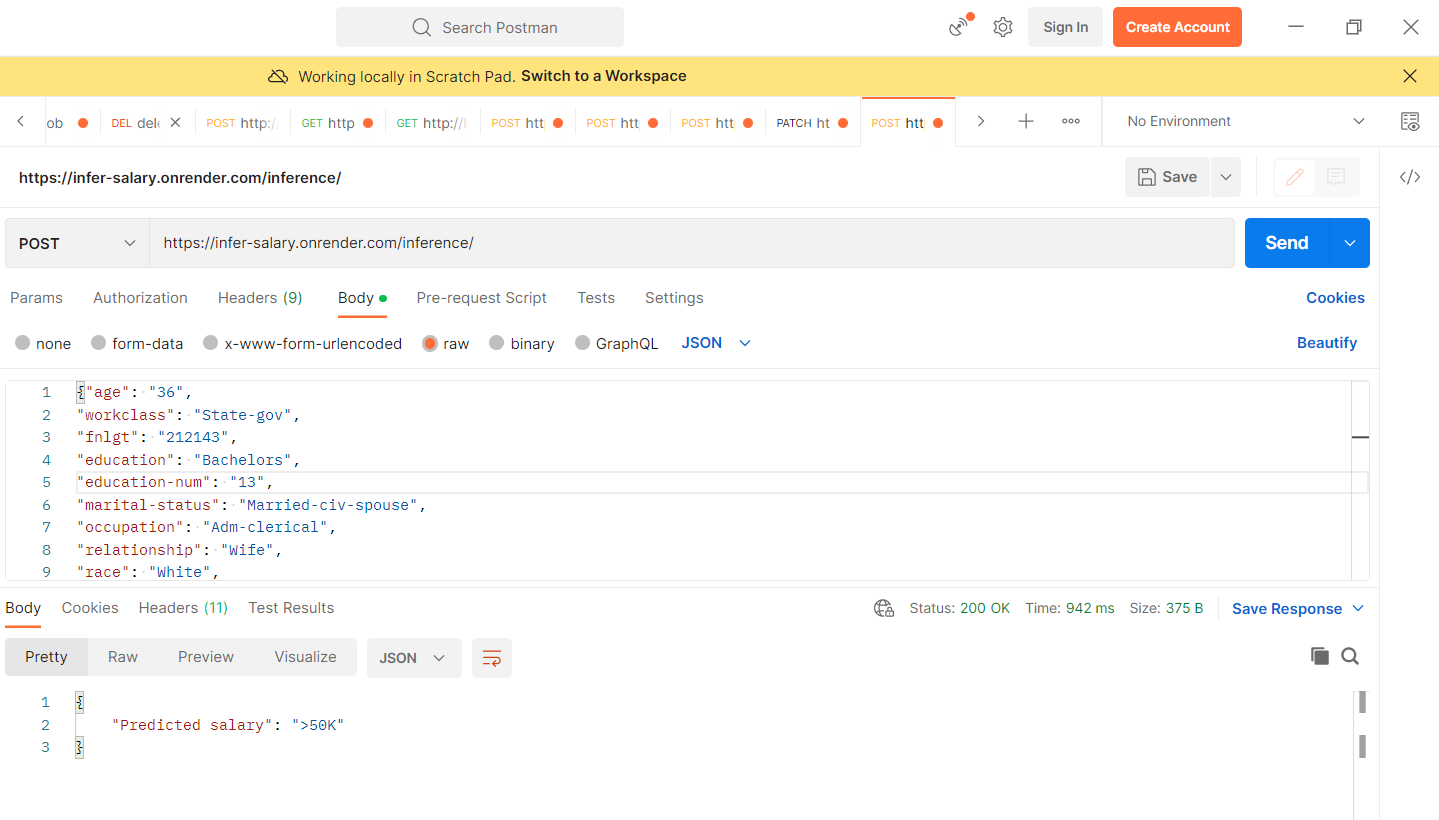 Search Postman
Sign In
Create Account
Working locally in Scratch Pad. Switch to a Workspace
ob
DEL del
POST http:/
GET http
GET http://
POST htt
POST htt
POST htt
PATCH ht
POST htt
No Environment
https://infer-salary.onrender.com/inference/
Save
POST
https://infer-salary.onrender.com/inference/
Send
Params Authorization Headers (9) Body Pre-request Script Tests Settings Cookies
none form-data x-www-form-urlencoded raw binary GraphQL JSON Beautify
1 {"age": "36",
2 "workclass": "State-gov",
3 "fnlgt": "212143",
4 "education": "Bachelors",
5 "education-num": "13",
6 "marital-status": "Married-civ-spouse",
7 "occupation": "Adm-clerical",
8 "relationship": "Wife",
9 "race": "White",
Body Cookies Headers (11) Test Results Status: 200 OK Time: 942 ms Size: 375 B Save Response
Pretty Raw Preview Visualize JSON
1 {
2 "Predicted salary": ">50K"
3 }